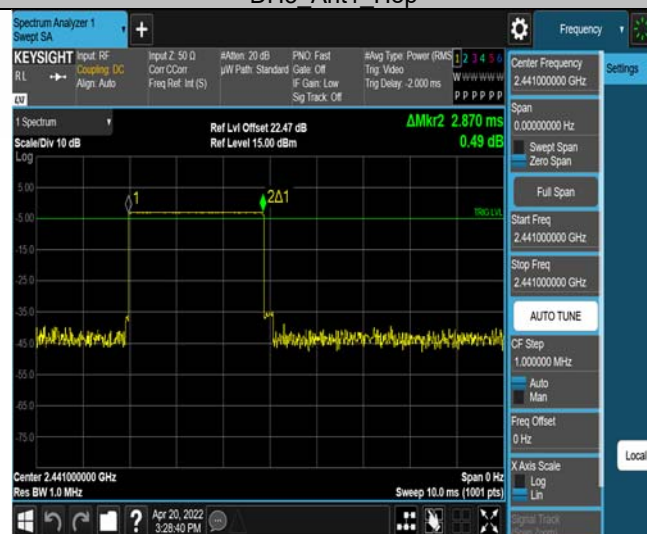 DH5_Ant1_Hop
Spectrum Analyzer 1
Swept SA
Frequency
KEYSIGHT
Input: RF
Input Z: 50 Ω
#Atten: 20 dB
PNO: Fast
#Avg Type: Power (RMS
1 2 3 4 5 6
RL
Coupling: DC
Corr CCorr
µW Path: Standard
Gate: Off
Trig: Video
W W W W W W
Align: Auto
Freq Ref: Int (S)
IF Gain: Low
Trig Delay: -2.000 ms
Sig Track: Off
P P P P P P
LXI
Center Frequency
2.441000000 GHz
Settings
1 Spectrum
Ref Lvl Offset 22.47 dB
ΔMkr2 2.870 ms
Scale/Div 10 dB
Ref Level 15.00 dBm
0.49 dB
Log
Span
0.00000000 Hz
Swept Span
Zero Span
Full Span
Start Freq
2.441000000 GHz
Stop Freq
2.441000000 GHz
AUTO TUNE
CF Step
1.000000 MHz
Auto
Man
Freq Offset
0 Hz
X Axis Scale
Log
Lin
Signal Track
(Span Zoom)
Local
5.00
-5.00
-15.0
-25.0
-35.0
-45.0
-55.0
-65.0
-75.0
1
2Δ1
TRIG LVL
Center 2.441000000 GHz
Span 0 Hz
Res BW 1.0 MHz
Sweep 10.0 ms (1001 pts)
Apr 20, 2022
3:28:40 PM